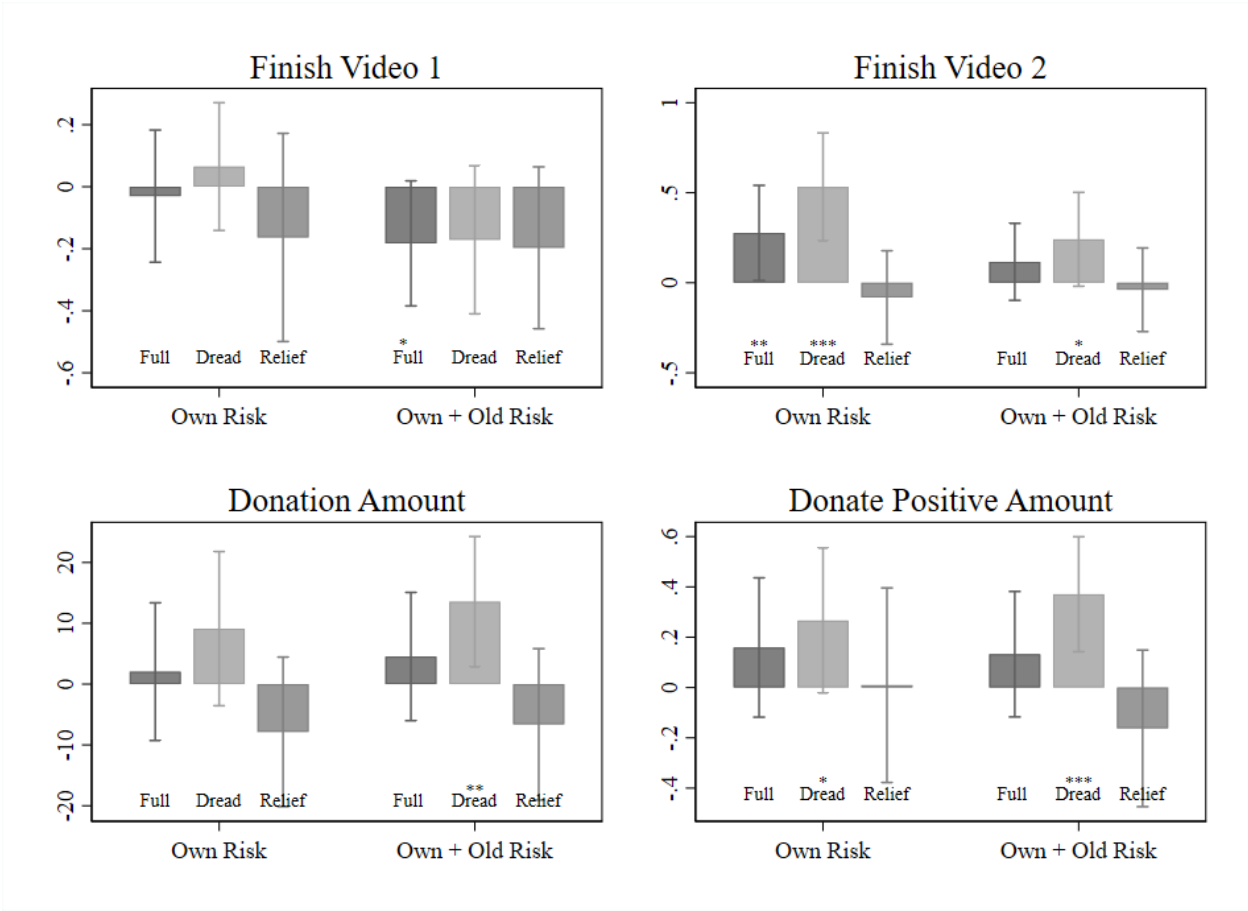 Finish Video 1
.2
0
-.2
-.4
-.6
*
Full Dread Relief Full Dread Relief
Own Risk Own + Old Risk
Finish Video 2
1
.5
0
-.5
** *** *
Full Dread Relief Full Dread Relief
Own Risk Own + Old Risk
Donation Amount
20
10
0
-10
-20
**
Full Dread Relief Full Dread Relief
Own Risk Own + Old Risk
Donate Positive Amount
.6
.4
.2
0
-.2
-.4
* ***
Full Dread Relief Full Dread Relief
Own Risk Own + Old Risk